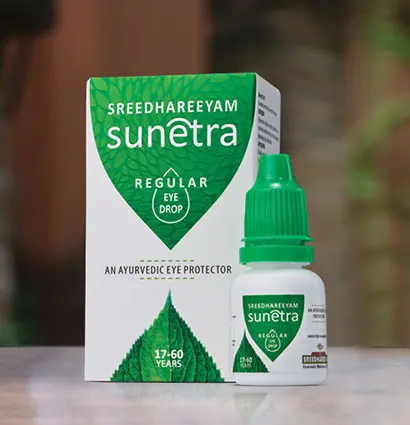 SREEDHAREEYAM
sunetra
REGULAR
EYE
DROP
AN AYURVEDIC EYE PROTECTOR
17-60
YEARS
SREEDHAREEYAM
sunetra
REGULAR
EYE
DROP
17-60
YEARS
SREEDHAREEYAM